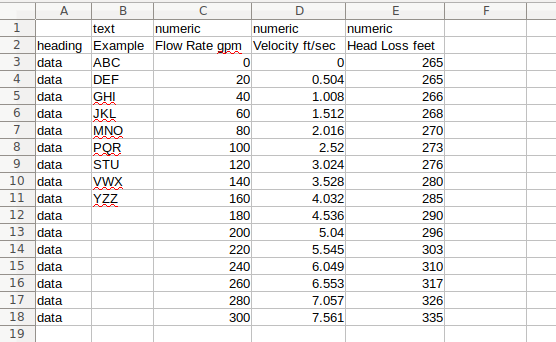 A B C D E F
1 text numeric numeric numeric
2 heading Example Flow Rate gpm Velocity ft/sec Head Loss feet
3 data ABC 0 0 265
4 data DEF 20 0.504 265
5 data GHI 40 1.008 266
6 data JKL 60 1.512 268
7 data MNO 80 2.016 270
8 data PQR 100 2.52 273
9 data STU 120 3.024 276
10 data VWX 140 3.528 280
11 data YZZ 160 4.032 285
12 data 180 4.536 290
13 data 200 5.04 296
14 data 220 5.545 303
15 data 240 6.049 310
16 data 260 6.553 317
17 data 280 7.057 326
18 data 300 7.561 335
19